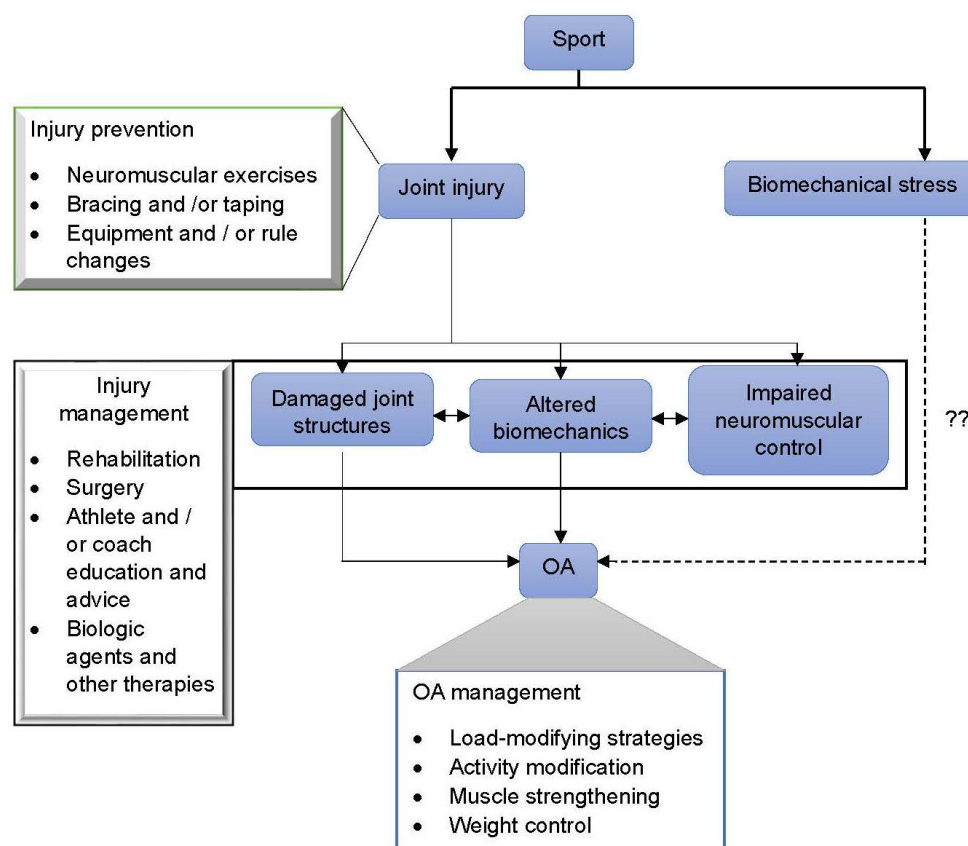 Sport
Injury prevention
• Neuromuscular exercises
• Bracing and /or taping
• Equipment and / or rule
changes
Joint injury
Biomechanical stress
Injury
management
• Rehabilitation
• Surgery
• Athlete and /
or coach
education and
advice
• Biologic
agents and
other therapies
Damaged joint
structures
Altered
biomechanics
Impaired
neuromuscular
control
??
OA
OA management
• Load-modifying strategies
• Activity modification
• Muscle strengthening
• Weight control